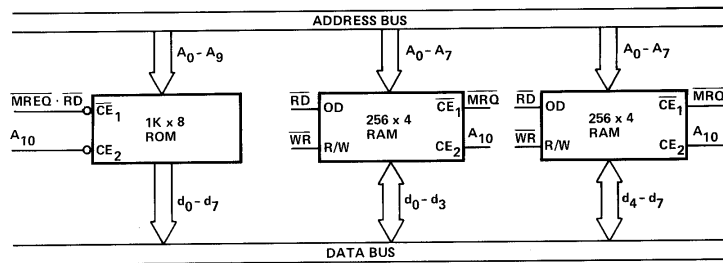 ADDRESS BUS
A0 – A9
A0 – A7
A0 – A7
MREQ · RD
CE1
1K x 8
ROM
A10
CE2
RD
OD
CE1
MRQ
256 x 4
RAM
WR
R/W
CE2
A10
RD
OD
CE1
MRQ
256 x 4
RAM
WR
R/W
CE2
A10
d0 – d7
d0 – d3
d4 – d7
DATA BUS